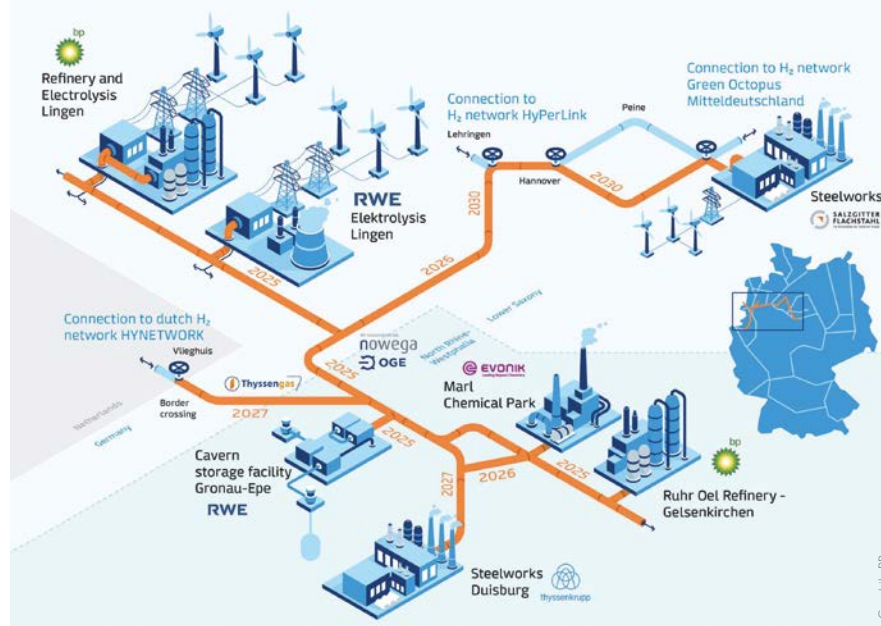 bp
Refinery and
Electrolysis
Lingen
RWE
Elektrolysis
Lingen
Connection to
H₂ network HyPerLink
Lehringen
Hannover
Peine
Connection to H₂ network
Green Octopus
Mitteldeutschland
Steelworks
SALZGITTER
FLACHSTAHL
2030
2030
2026
2025
Lower Saxony
North Rhine-
Westphalia
Connection to dutch H₂
network HYNETWORK
Vlieghuis
Border
crossing
Netherlands
Germany
Thyssengas
2027
nowega
OGE
2025
EVONIK
Leading Beyond Chemistry
Marl
Chemical Park
2025
Cavern
storage facility
Gronau-Epe
RWE
2027
2026
2025
bp
Ruhr Oel Refinery -
Gelsenkirchen
Steelworks
Duisburg
thyssenkrupp